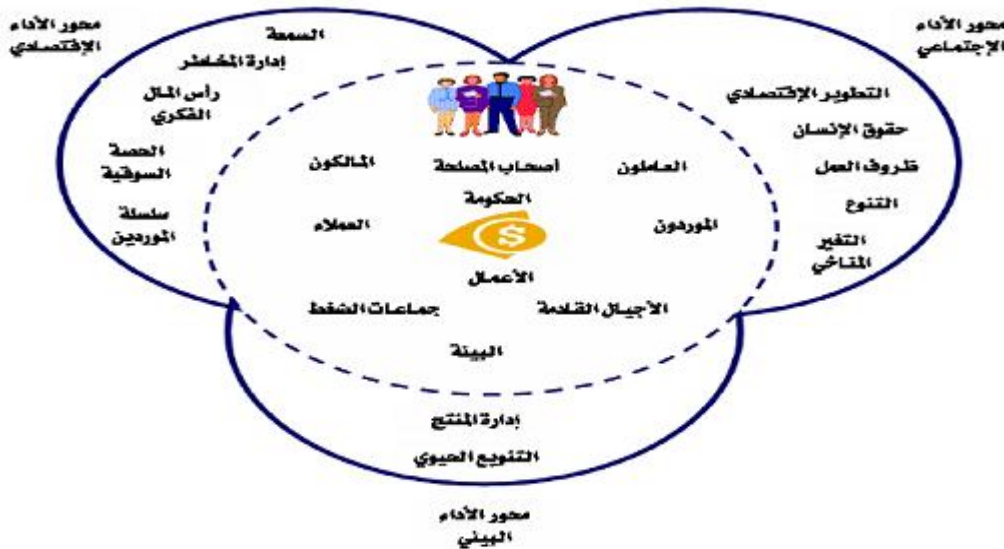 محور الأداء
الإجتماعي
محور الأداء
الإقتصادي
السمعة
إدارة المخاطر
رأس المال
الفكري
الحصة
السوقية
سلسلة
الموردين
التطوير الإقتصادي
حقوق الإنسان
ظروف العمل
التنوع
التغير
المناخي
أصحاب المصلحة
العاملون
المالكون
الحكومة
الموردون
العملاء
$
الأعمال
الأجيال القادمة
جماعات الضغط
البيئة
إدارة المنتج
التنويع الحيوي
محور الأداء
البيئي